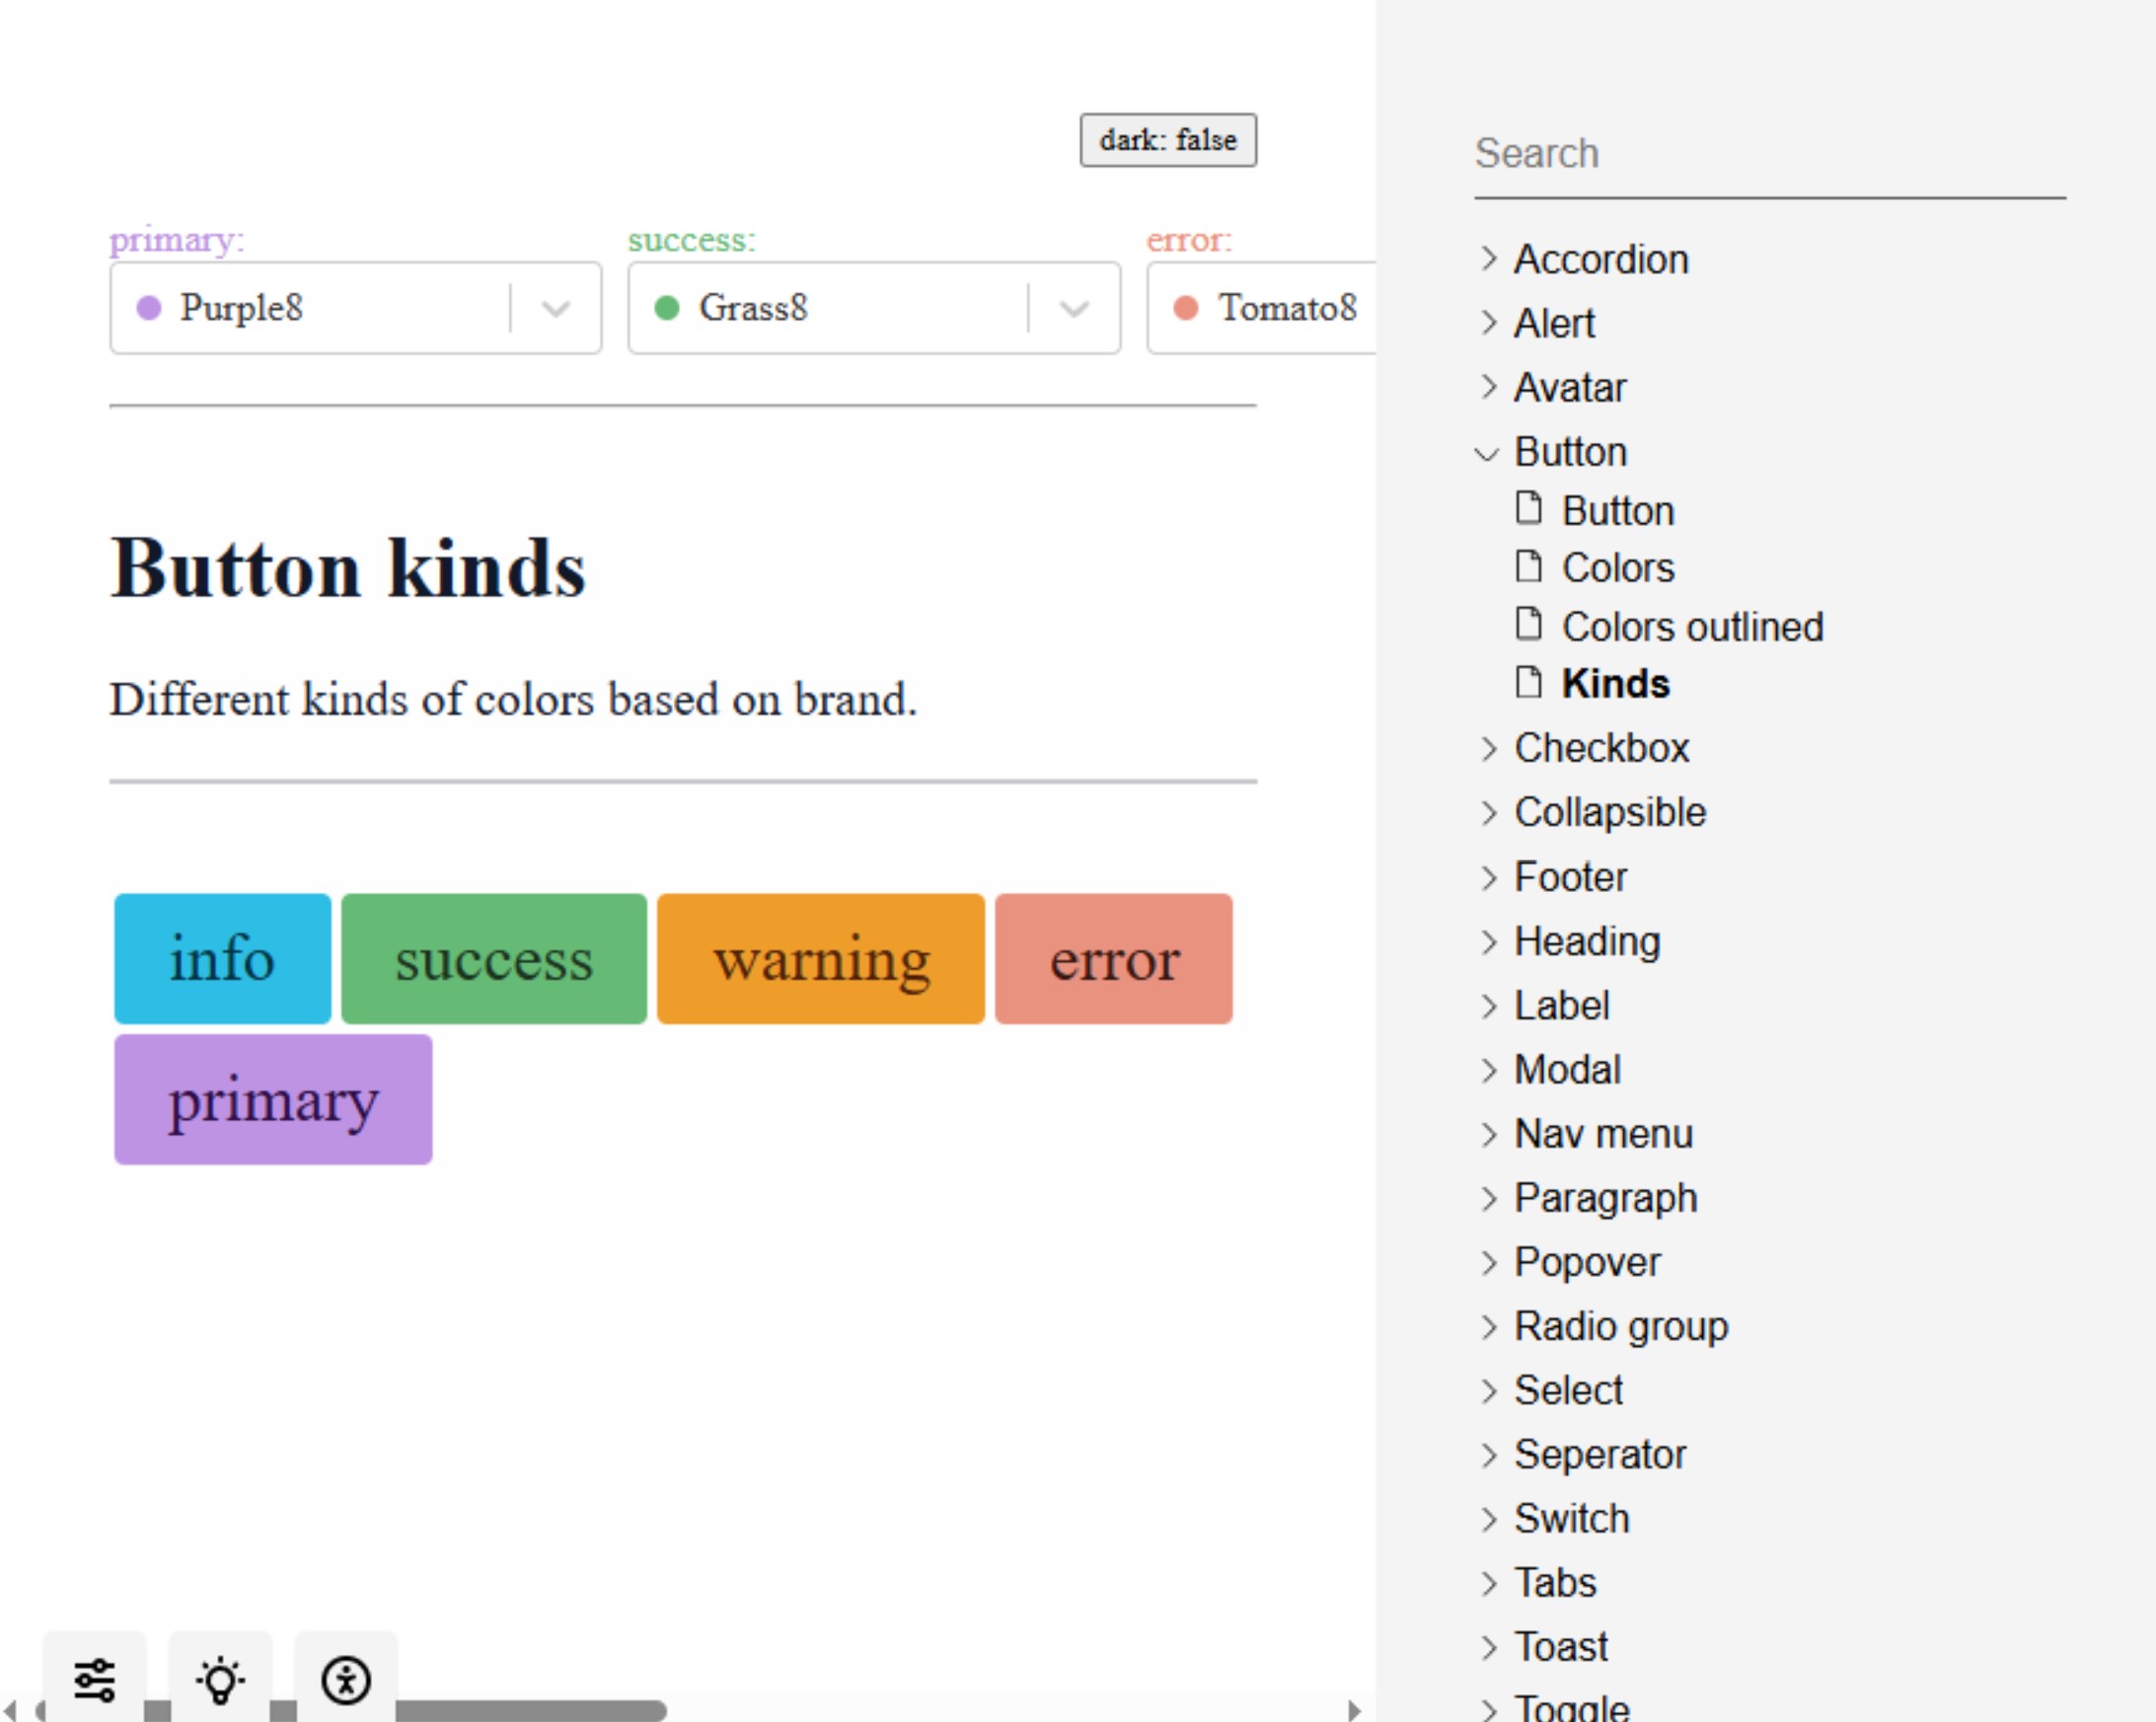 dark: false
primary:
success:
error:
Purple8
Grass8
Tomato8
Button kinds
Different kinds of colors based on brand.
info
success
warning
error
primary
Search
Accordion
Alert
Avatar
Button
Button
Colors
Colors outlined
Kinds
Checkbox
Collapsible
Footer
Heading
Label
Modal
Nav menu
Paragraph
Popover
Radio group
Select
Seperator
Switch
Tabs
Toast
Toggle